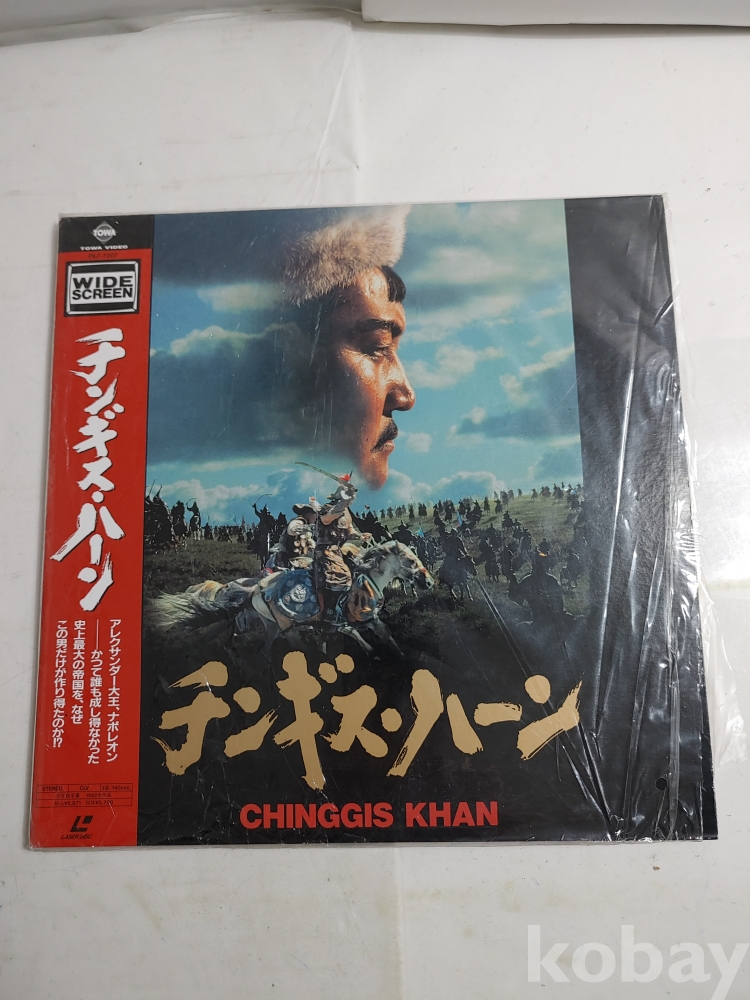 TOWA
TOWA VIDEO
WIDE
SCREEN
チンギス・ハーン
アレクサンダー大王、ナポレオン
――かつて誰も成し得なかった
史上最大の帝国を、なぜ
この男だけが作り得たのか!?
STEREO
CLV
LASER DISC
チンギス・ハーン
CHINGGIS KHAN
kobay